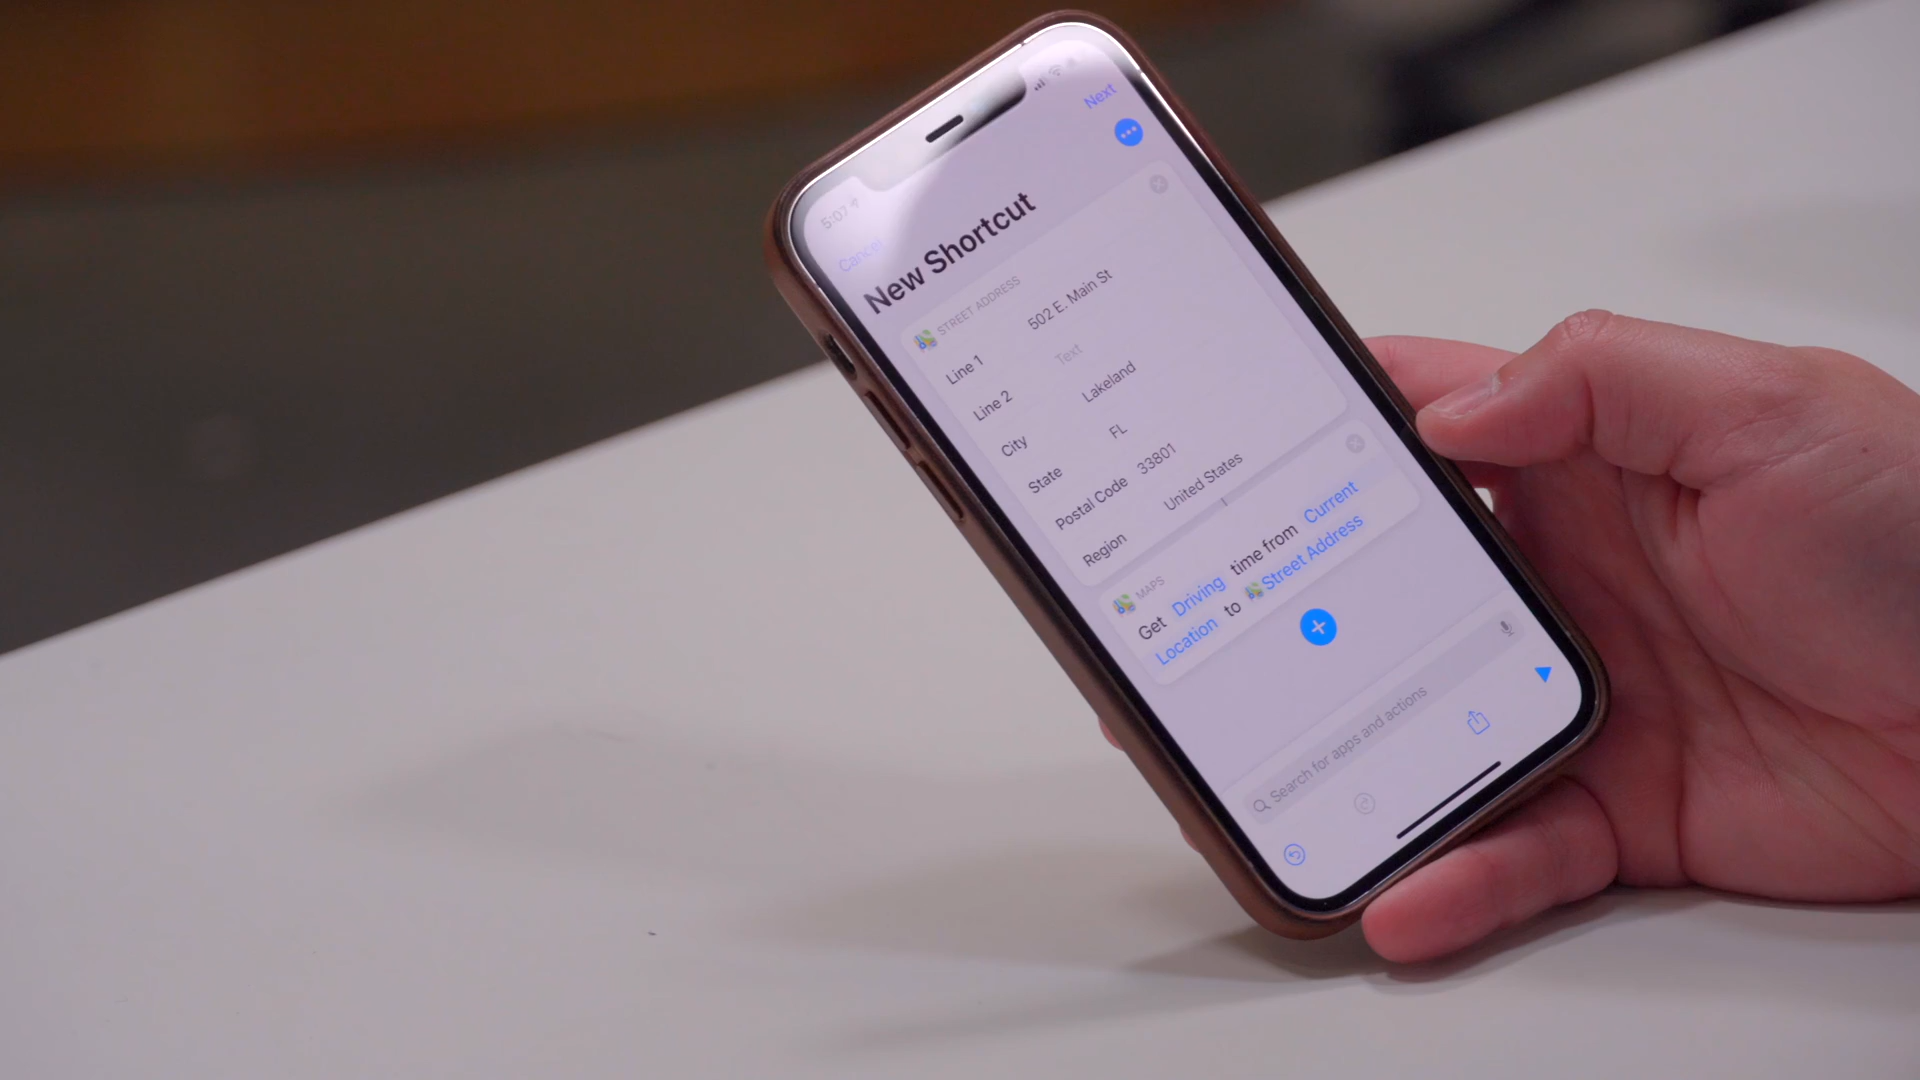 5:07
Cancel
Next
New Shortcut
STREET ADDRESS
Line 1 502 E. Main St
Line 2 Text
City Lakeland
State FL
Postal Code 33801
Region United States
MAPS
Get Driving time from Current
Location to Street Address
Search for apps and actions